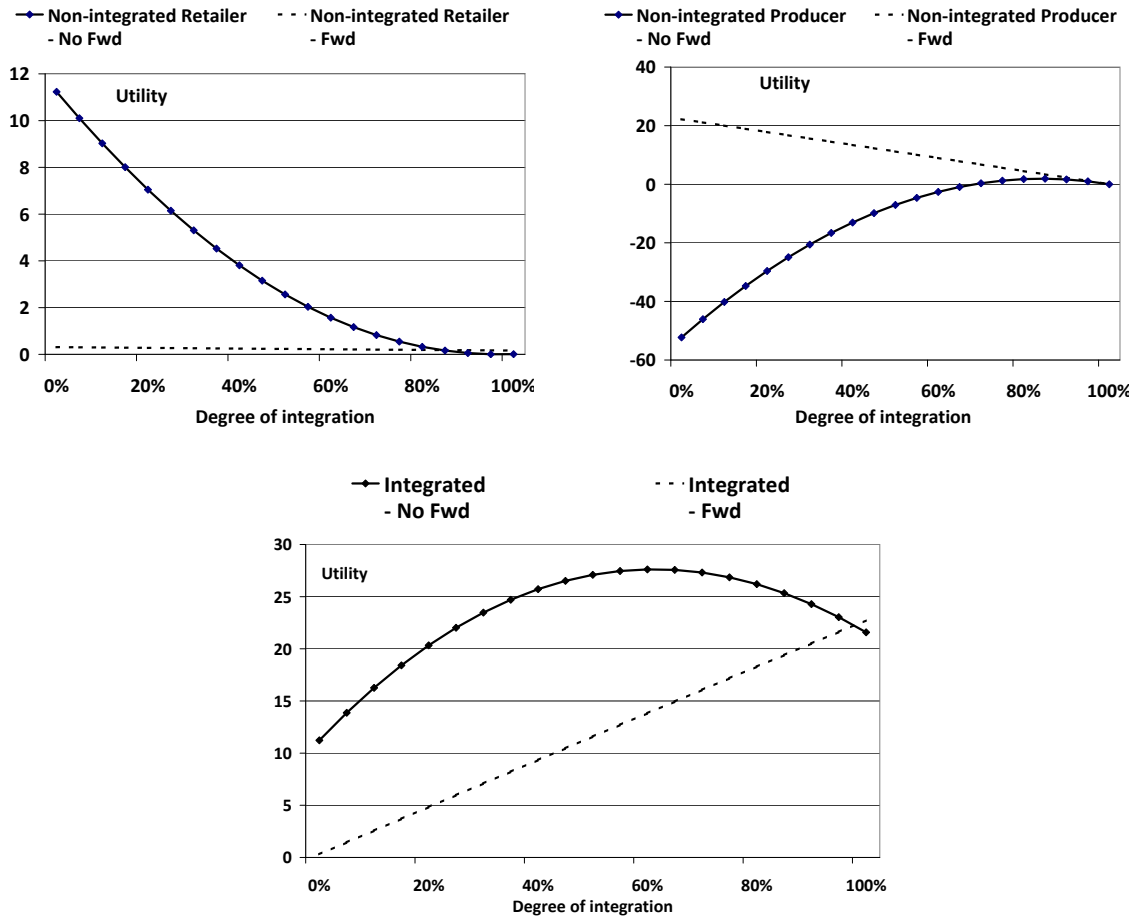 Non-integrated Retailer
- No Fwd
Non-integrated Retailer
- Fwd
12
10
8
6
4
2
0
Utility
0% 20% 40% 60% 80% 100%
Degree of integration
Non-integrated Producer
- No Fwd
Non-integrated Producer
- Fwd
40
20
0
-20
-40
-60
Utility
0% 20% 40% 60% 80% 100%
Degree of integration
Integrated
- No Fwd
Integrated
- Fwd
30
25
20
15
10
5
0
Utility
0% 20% 40% 60% 80% 100%
Degree of integration